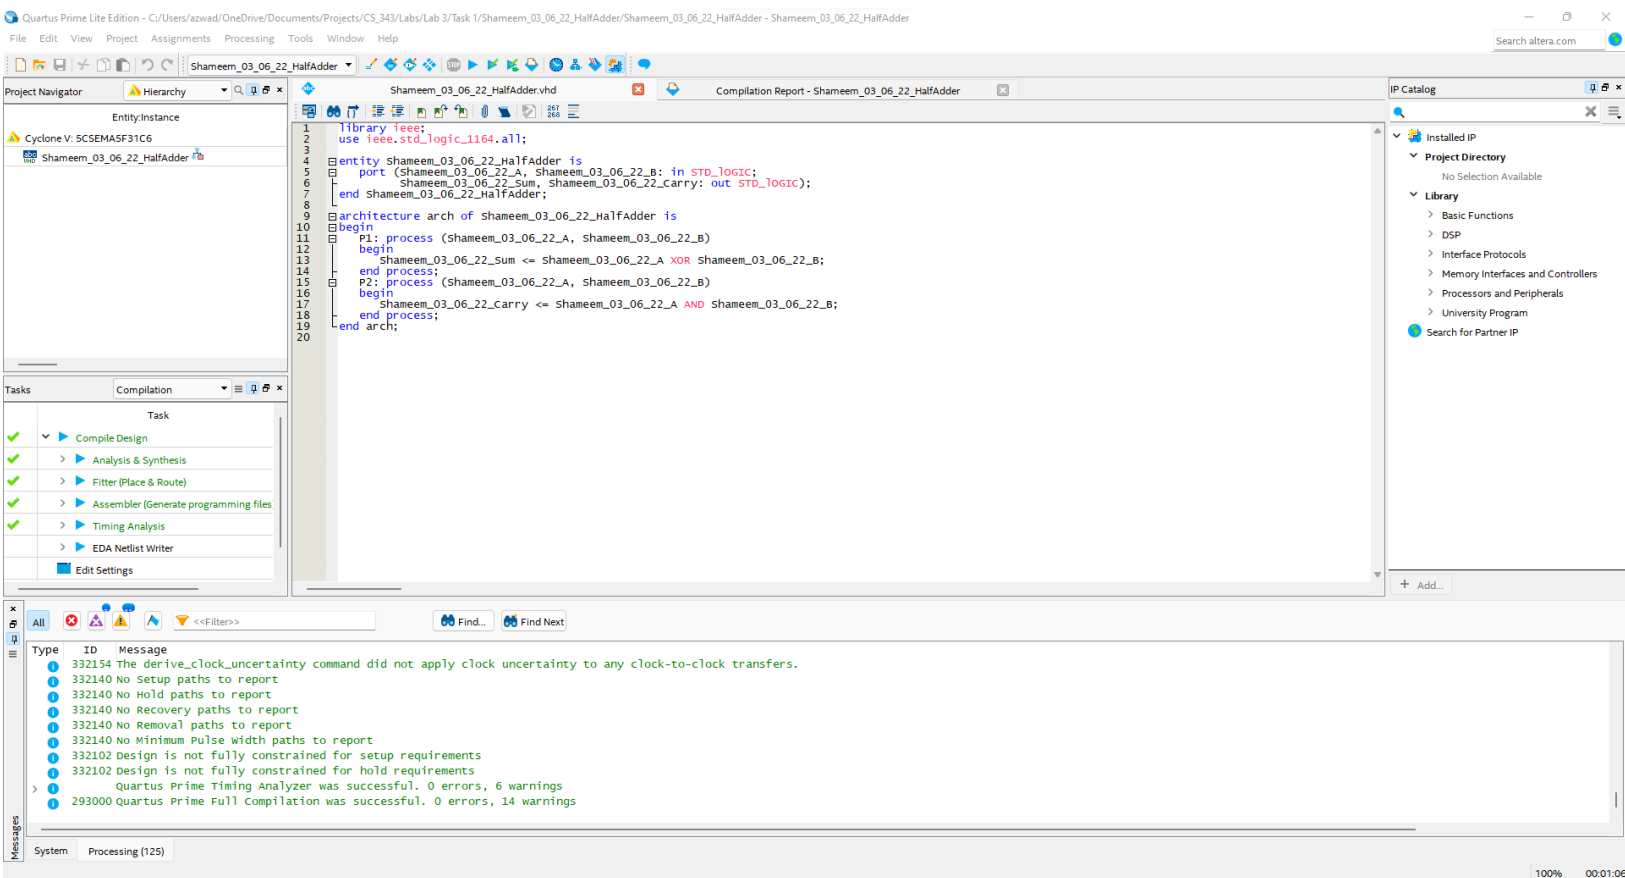 Quartus Prime Lite Edition - C:/Users/azwad/OneDrive/Documents/Projects/CS_343/Labs/Lab 3/Task 1/Shameem_03_06_22_HalfAdder/Shameem_03_06_22_HalfAdder - Shameem_03_06_22_HalfAdder
File Edit View Project Assignments Processing Tools Window Help
Search altera.com
Shameem_03_06_22_HalfAdder
Project Navigator
Hierarchy
Entity:Instance
Cyclone V: 5CSEMA5F31C6
Shameem_03_06_22_HalfAdder
Tasks
Compilation
Task
Compile Design
Analysis & Synthesis
Fitter (Place & Route)
Assembler (Generate programming files
Timing Analysis
EDA Netlist Writer
Edit Settings
Shameem_03_06_22_HalfAdder.vhd
Compilation Report - Shameem_03_06_22_HalfAdder
267
268
1 library ieee;
2 use ieee.std_logic_1164.all;
3
4 entity Shameem_03_06_22_HalfAdder is
5 port (Shameem_03_06_22_A, Shameem_03_06_22_B: in STD_lOGIC;
6 Shameem_03_06_22_Sum, Shameem_03_06_22_Carry: out STD_lOGIC);
7 end Shameem_03_06_22_HalfAdder;
8
9 architecture arch of Shameem_03_06_22_HalfAdder is
10 begin
11 P1: process (Shameem_03_06_22_A, Shameem_03_06_22_B)
12 begin
13 Shameem_03_06_22_Sum <= Shameem_03_06_22_A XOR Shameem_03_06_22_B;
14 end process;
15 P2: process (Shameem_03_06_22_A, Shameem_03_06_22_B)
16 begin
17 Shameem_03_06_22_Carry <= Shameem_03_06_22_A AND Shameem_03_06_22_B;
18 end process;
19 end arch;
20
IP Catalog
Installed IP
Project Directory
No Selection Available
Library
Basic Functions
DSP
Interface Protocols
Memory Interfaces and Controllers
Processors and Peripherals
University Program
Search for Partner IP
+ Add...
All
<<Filter>>
Find...
Find Next
Type ID Message
332154 The derive_clock_uncertainty command did not apply clock uncertainty to any clock-to-clock transfers.
332140 No Setup paths to report
332140 No Hold paths to report
332140 No Recovery paths to report
332140 No Removal paths to report
332140 No Minimum Pulse Width paths to report
332102 Design is not fully constrained for setup requirements
332102 Design is not fully constrained for hold requirements
Quartus Prime Timing Analyzer was successful. 0 errors, 6 warnings
293000 Quartus Prime Full Compilation was successful. 0 errors, 14 warnings
Messages
System
Processing (125)
100% 00:01:06